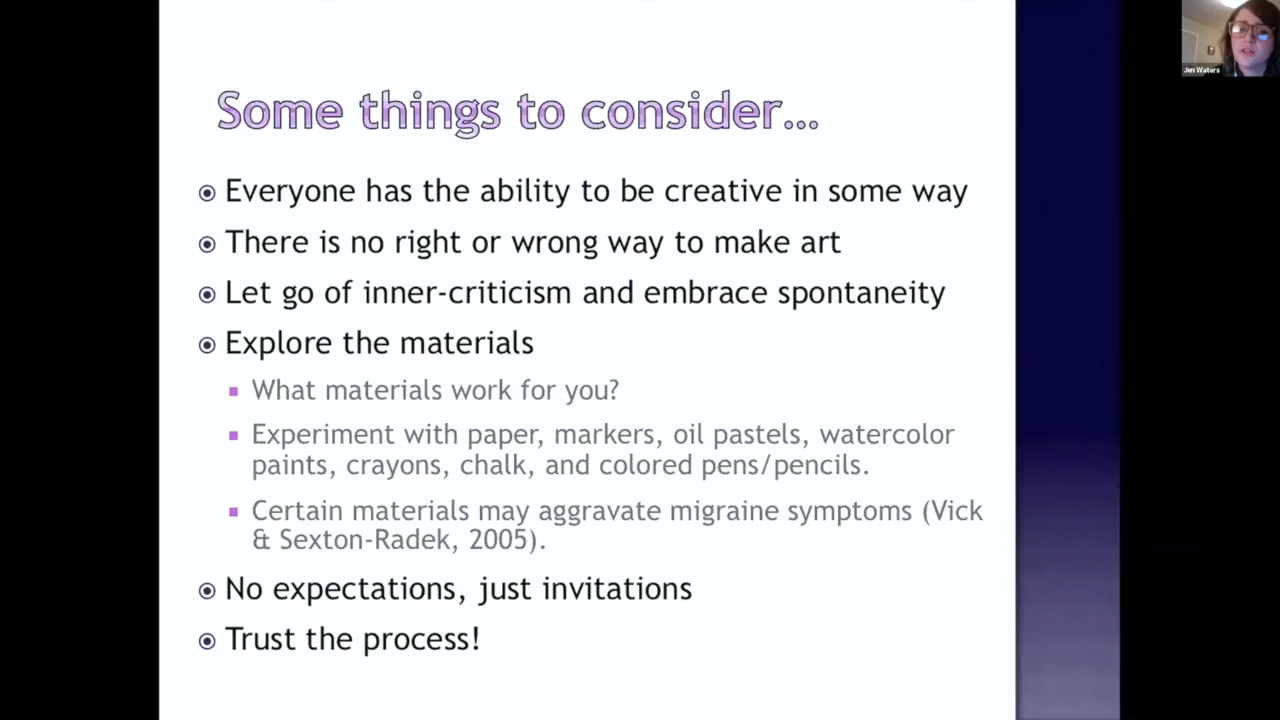 Some things to consider...
Everyone has the ability to be creative in some way
There is no right or wrong way to make art
Let go of inner-criticism and embrace spontaneity
Explore the materials
What materials work for you?
Experiment with paper, markers, oil pastels, watercolor
paints, crayons, chalk, and colored pens/pencils.
Certain materials may aggravate migraine symptoms (Vick
& Sexton-Radek, 2005).
No expectations, just invitations
Trust the process!
Jen Waters